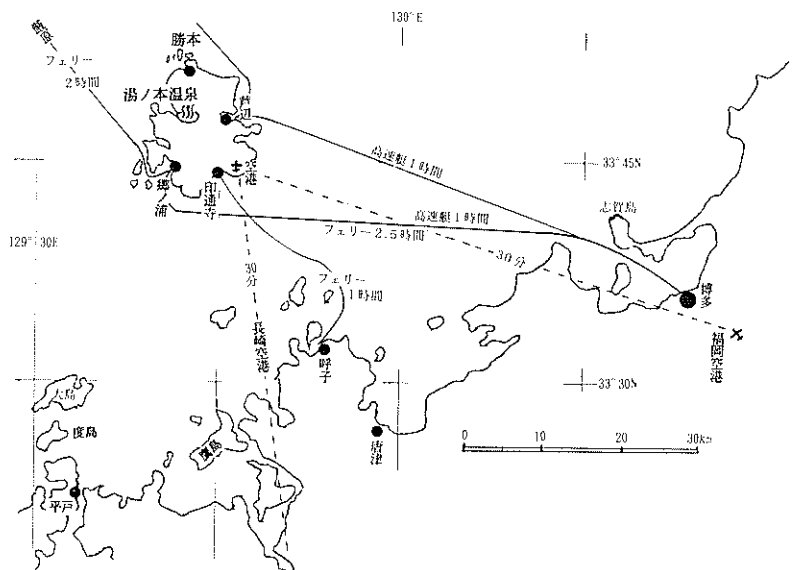 130°E
厳原
フェリー
2時間
勝本
湯ノ本温泉
芦辺
高速艇1時間
33°45N
空港
郷ノ浦
印通寺
志賀島
高速艇1時間
フェリー2.5時間
129°30E
30分
30分
フェリー
1時間
博多
福岡空港
長崎空港
呼子
33°30N
大島
度島
鷹島
唐津
0 10 20 30Km
平戸